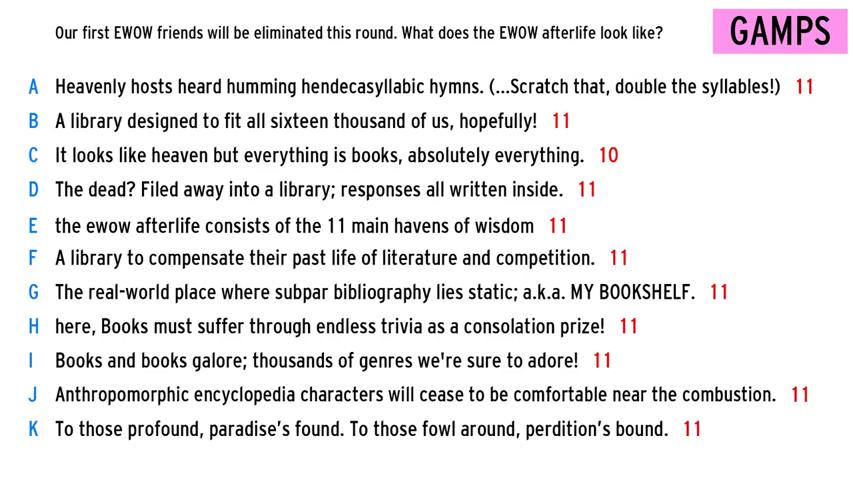 Our first EWOW friends will be eliminated this round. What does the EWOW afterlife look like?
GAMPS
A Heavenly hosts heard humming hendecasyllabic hymns. (...Scratch that, double the syllables!) 11
B A library designed to fit all sixteen thousand of us, hopefully! 11
C It looks like heaven but everything is books, absolutely everything. 10
D The dead? Filed away into a library; responses all written inside. 11
E the ewow afterlife consists of the 11 main havens of wisdom 11
F A library to compensate their past life of literature and competition. 11
G The real-world place where subpar bibliography lies static; a.k.a. MY BOOKSHELF. 11
H here, Books must suffer through endless trivia as a consolation prize! 11
I Books and books galore; thousands of genres we're sure to adore! 11
J Anthropomorphic encyclopedia characters will cease to be comfortable near the combustion. 11
K To those profound, paradise’s found. To those fowl around, perdition’s bound. 11